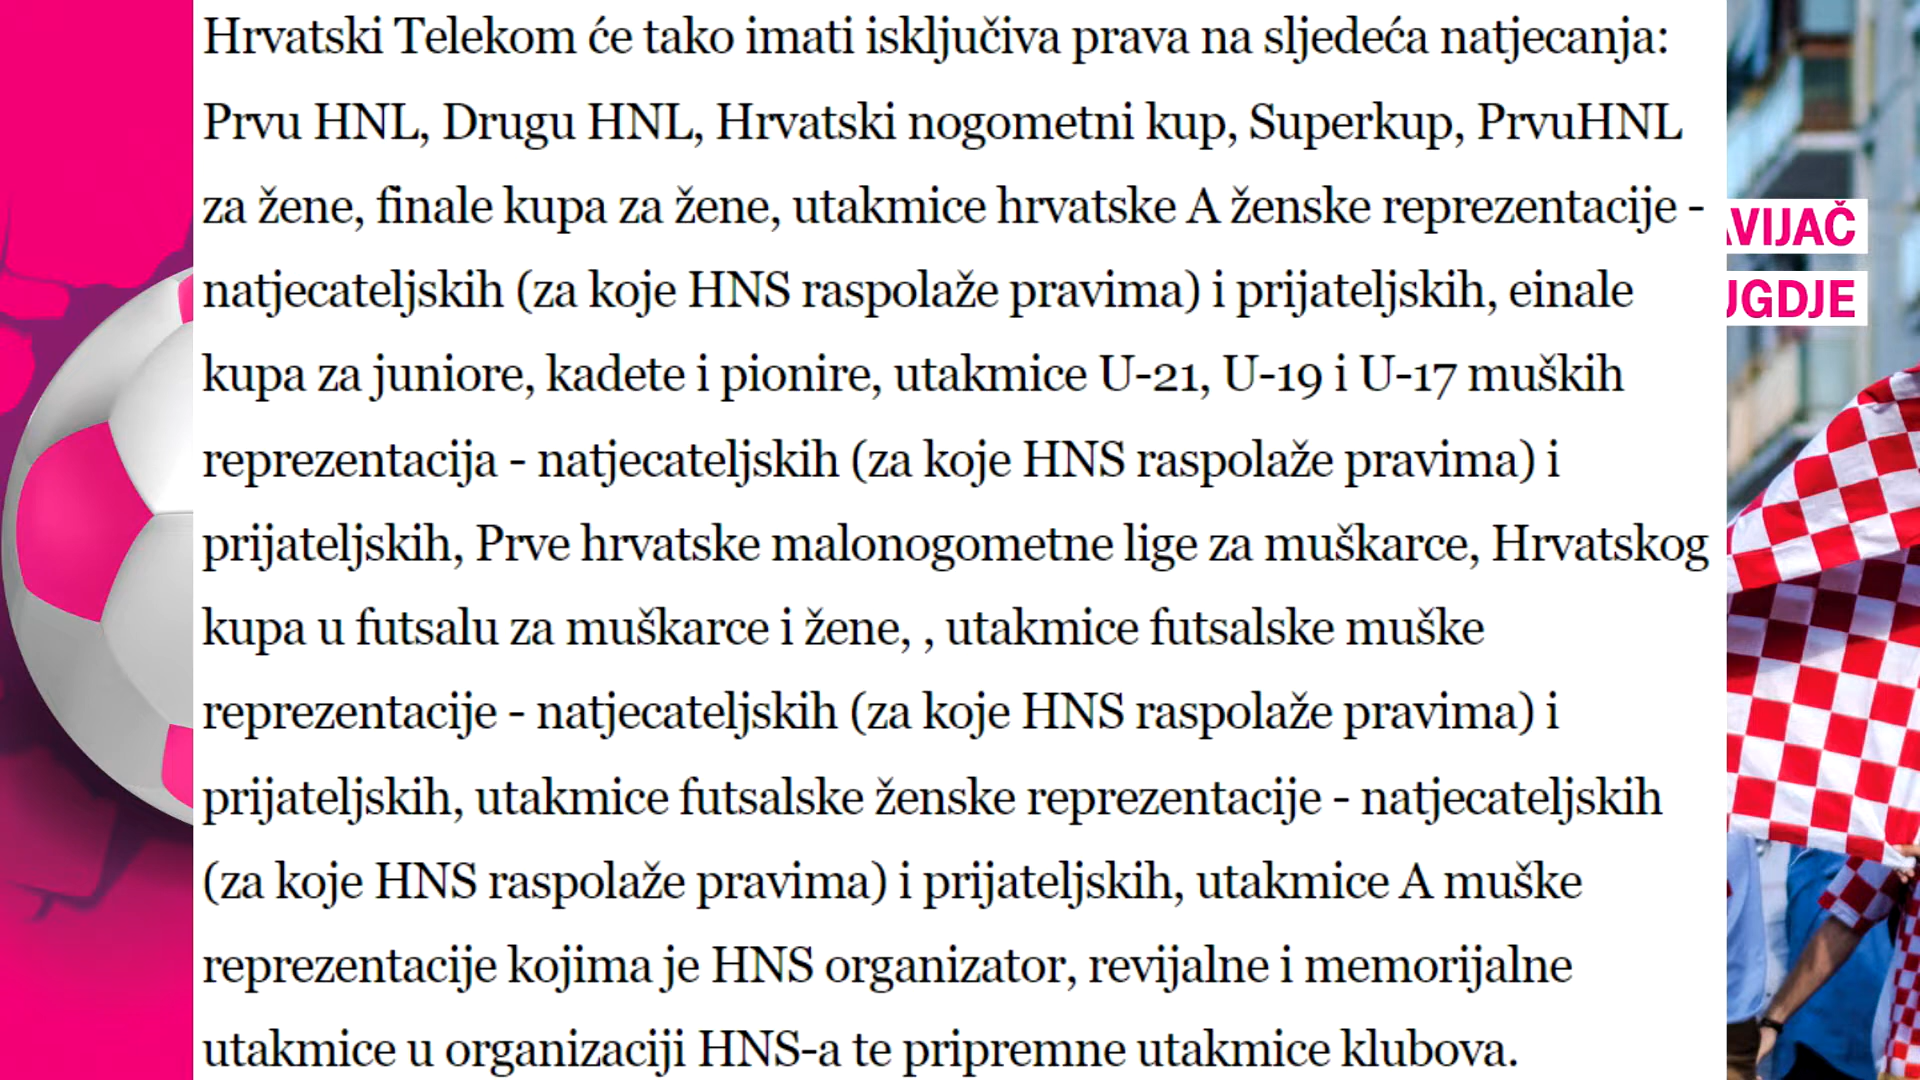 Hrvatski Telekom će tako imati isključiva prava na sljedeća natjecanja:
Prvu HNL, Drugu HNL, Hrvatski nogometni kup, Superkup, PrvuHNL
za žene, finale kupa za žene, utakmice hrvatske A ženske reprezentacije -
natjecateljskih (za koje HNS raspolaže pravima) i prijateljskih, einale
kupa za juniore, kadete i pionire, utakmice U-21, U-19 i U-17 muških
reprezentacija - natjecateljskih (za koje HNS raspolaže pravima) i
prijateljskih, Prve hrvatske malonogometne lige za muškarce, Hrvatskog
kupa u futsalu za muškarce i žene, , utakmice futsalske muške
reprezentacije - natjecateljskih (za koje HNS raspolaže pravima) i
prijateljskih, utakmice futsalske ženske reprezentacije - natjecateljskih
(za koje HNS raspolaže pravima) i prijateljskih, utakmice A muške
reprezentacije kojima je HNS organizator, revijalne i memorijalne
utakmice u organizaciji HNS-a te pripremne utakmice klubova.
VIJAČ
UGDJE